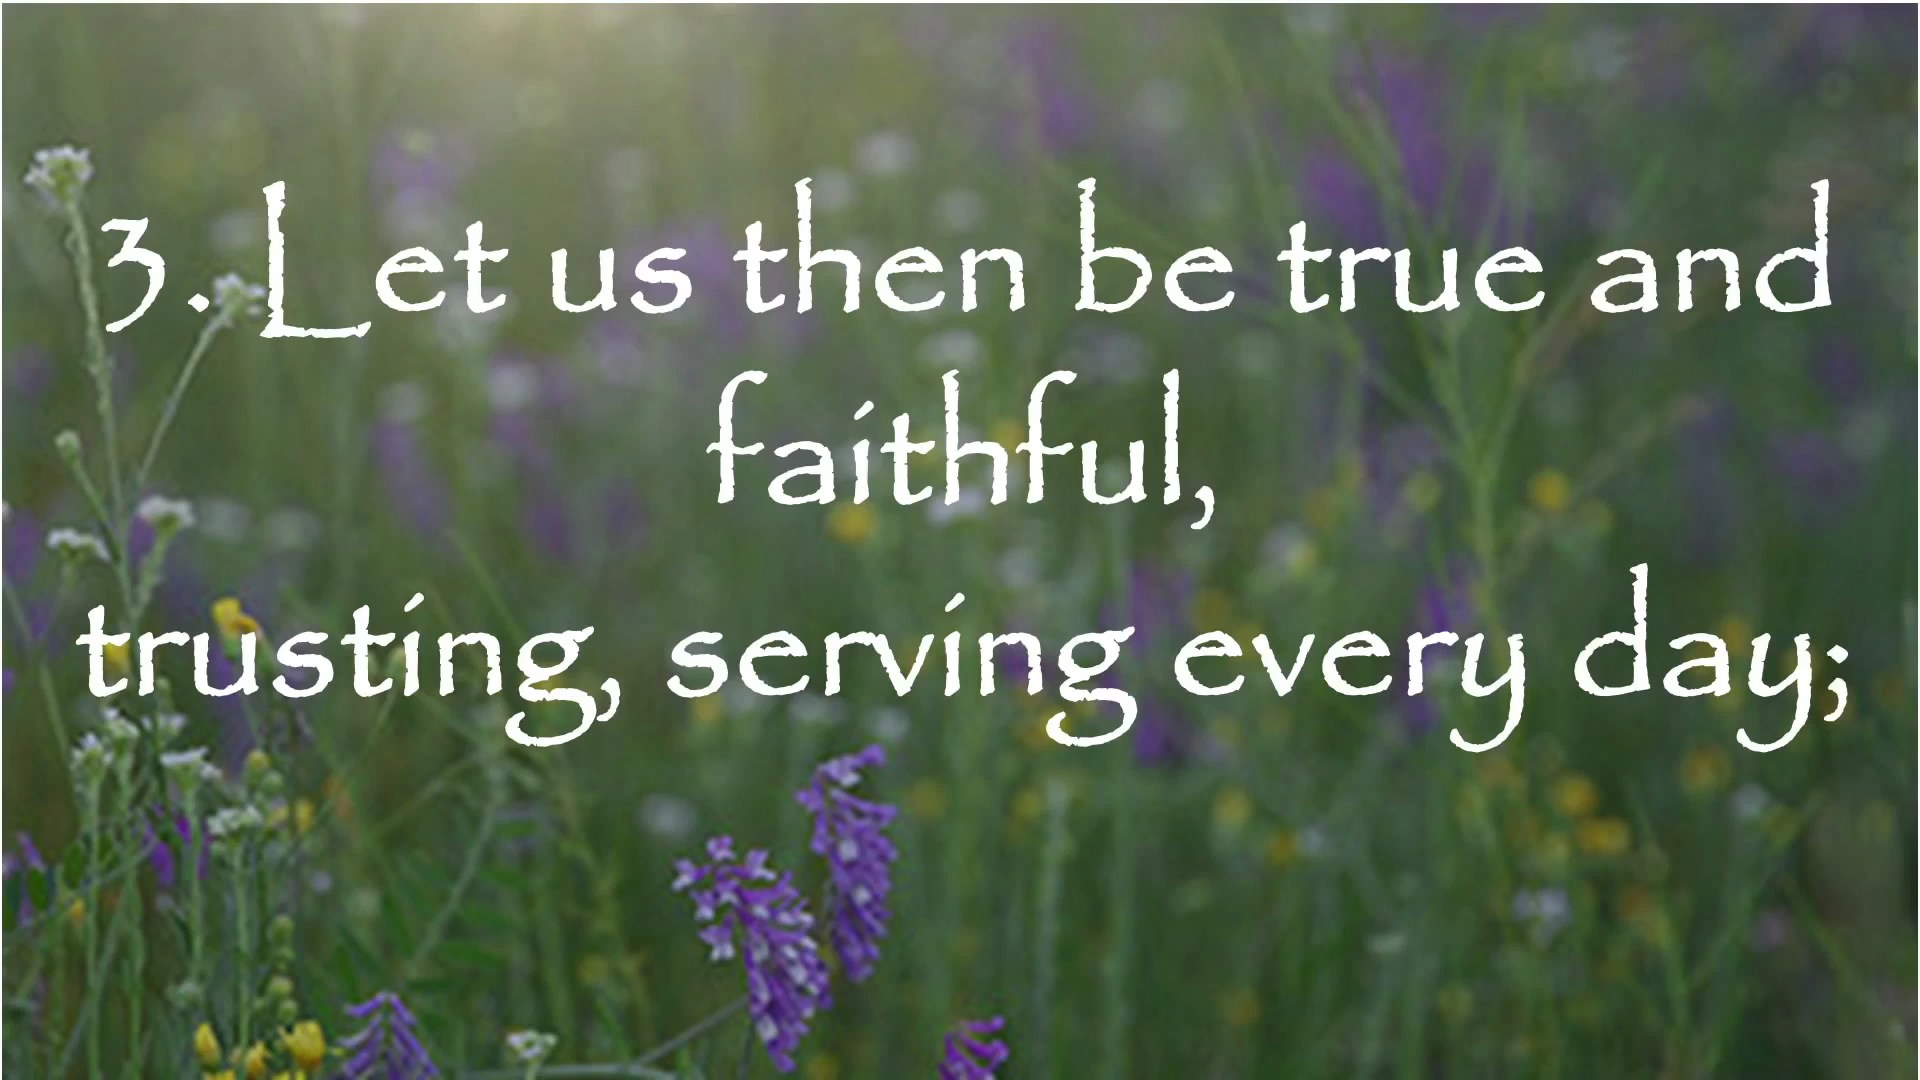 3. Let us then be true and
faithful,
trusting, serving every day;